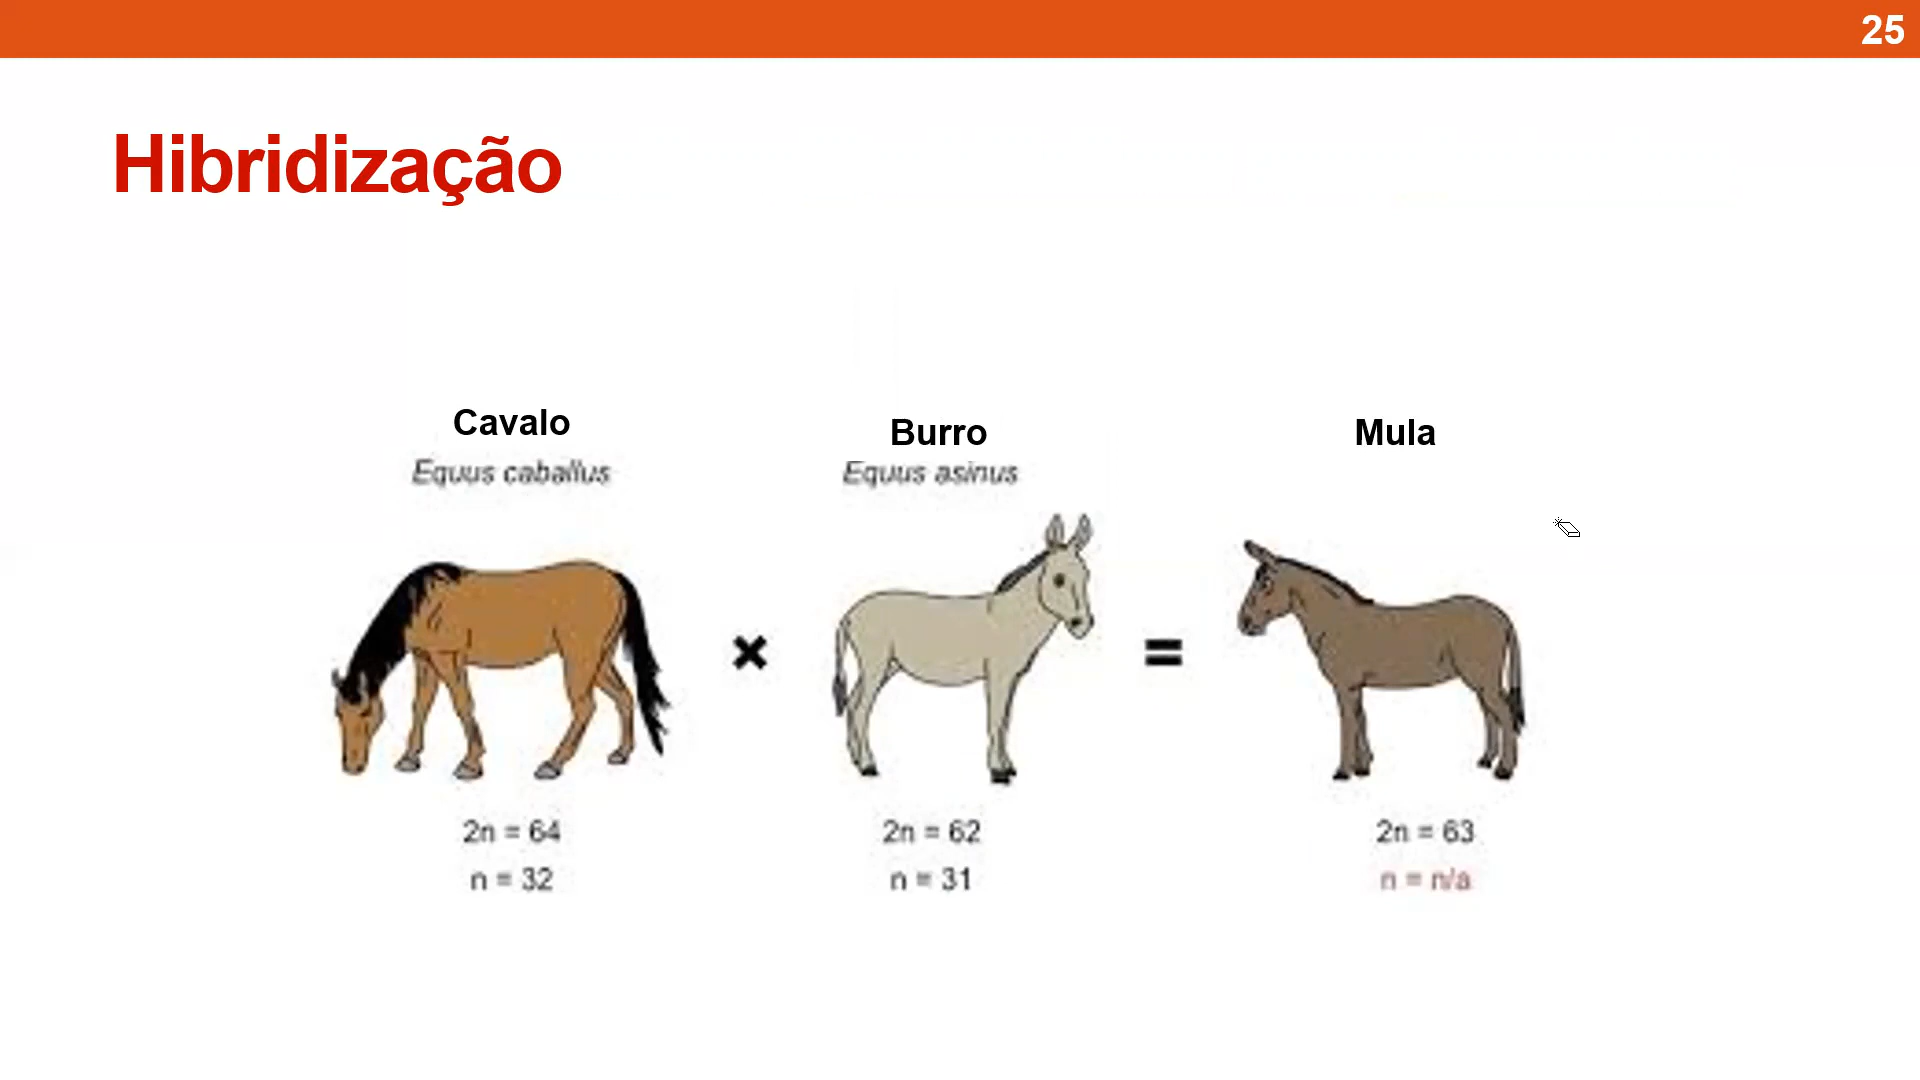 25
Hibridização
Cavalo
Equus caballus
2n = 64
n = 32
×
Burro
Equus asinus
2n = 62
n = 31
=
Mula
2n = 63
n = n/a